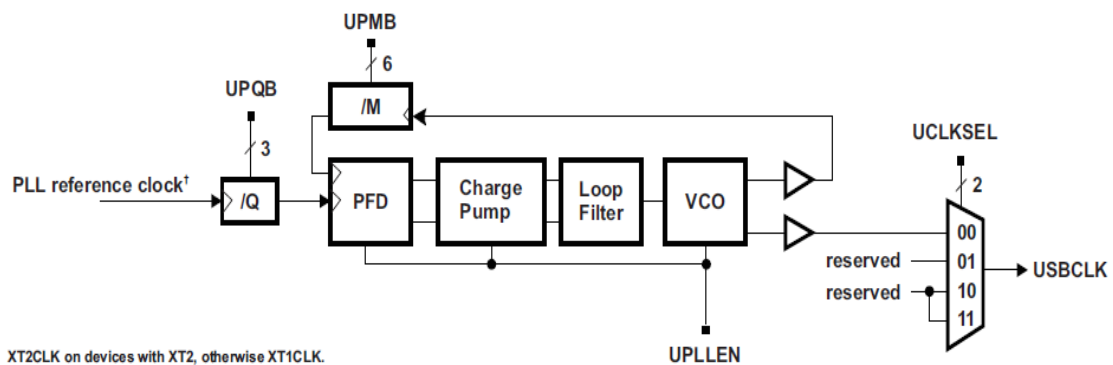 UPMB
6
UPQB
/M
3
UCLKSEL
2
PLL reference clock†
/Q
PFD
Charge
Pump
Loop
Filter
VCO
00
reserved
01
USBCLK
reserved
10
11
UPLLEN
XT2CLK on devices with XT2, otherwise XT1CLK.